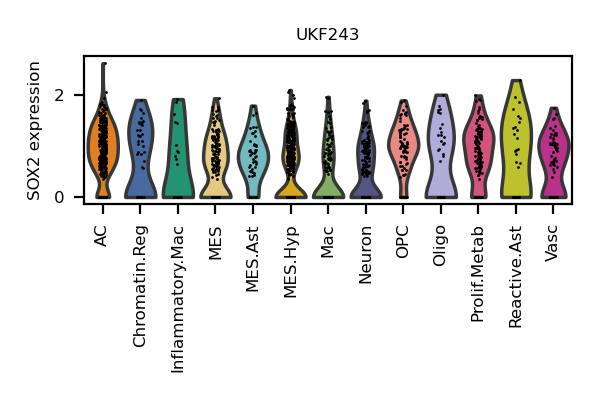 UKF243
SOX2 expression
2
0
AC
Chromatin.Reg
Inflammatory.Mac
MES
MES.Ast
MES.Hyp
Mac
Neuron
OPC
Oligo
Prolif.Metab
Reactive.Ast
Vasc